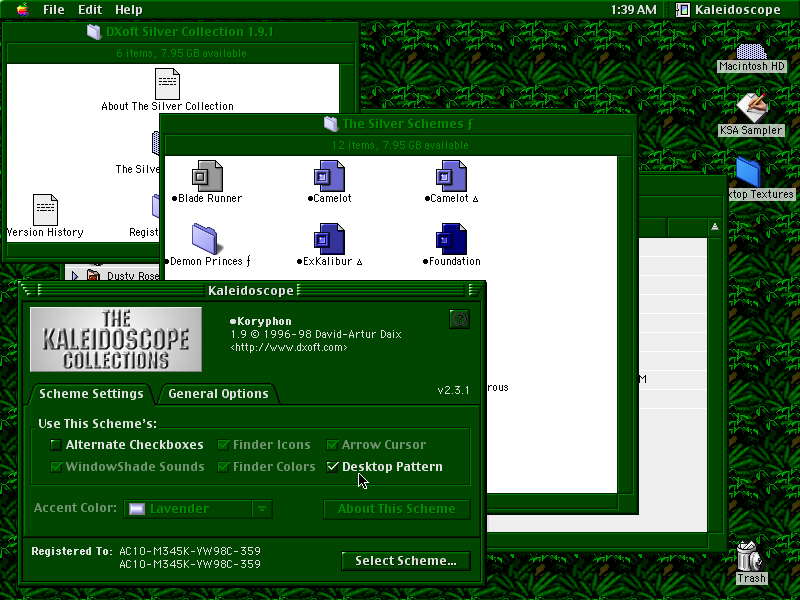 File Edit Help
1:39 AM Kaleidoscope
DXoft Silver Collection 1.9.1
6 items, 7.95 GB available
About The Silver Collection
The Silve
Version History
Regist
The Silver Schemes ƒ
12 items, 7.95 GB available
•Blade Runner
•Camelot
•Camelot ∆
•Demon Princes ƒ
•ExKalibur ∆
•Foundation
rous
M
Dusty Rose
Macintosh HD
KSA Sampler
ktop Textures
Trash
Kaleidoscope
THE
KALEIDOSCOPE
COLLECTIONS
•Koryphon
1.9 © 1996-98 David-Artur Daix
<http://www.dxoft.com>
v2.3.1
Scheme Settings
General Options
Use This Scheme's:
Alternate Checkboxes
Finder Icons
Arrow Cursor
WindowShade Sounds
Finder Colors
Desktop Pattern
Accent Color:
Lavender
About This Scheme
Registered To: AC10-M345K-YW98C-359
AC10-M345K-YW98C-359
Select Scheme...